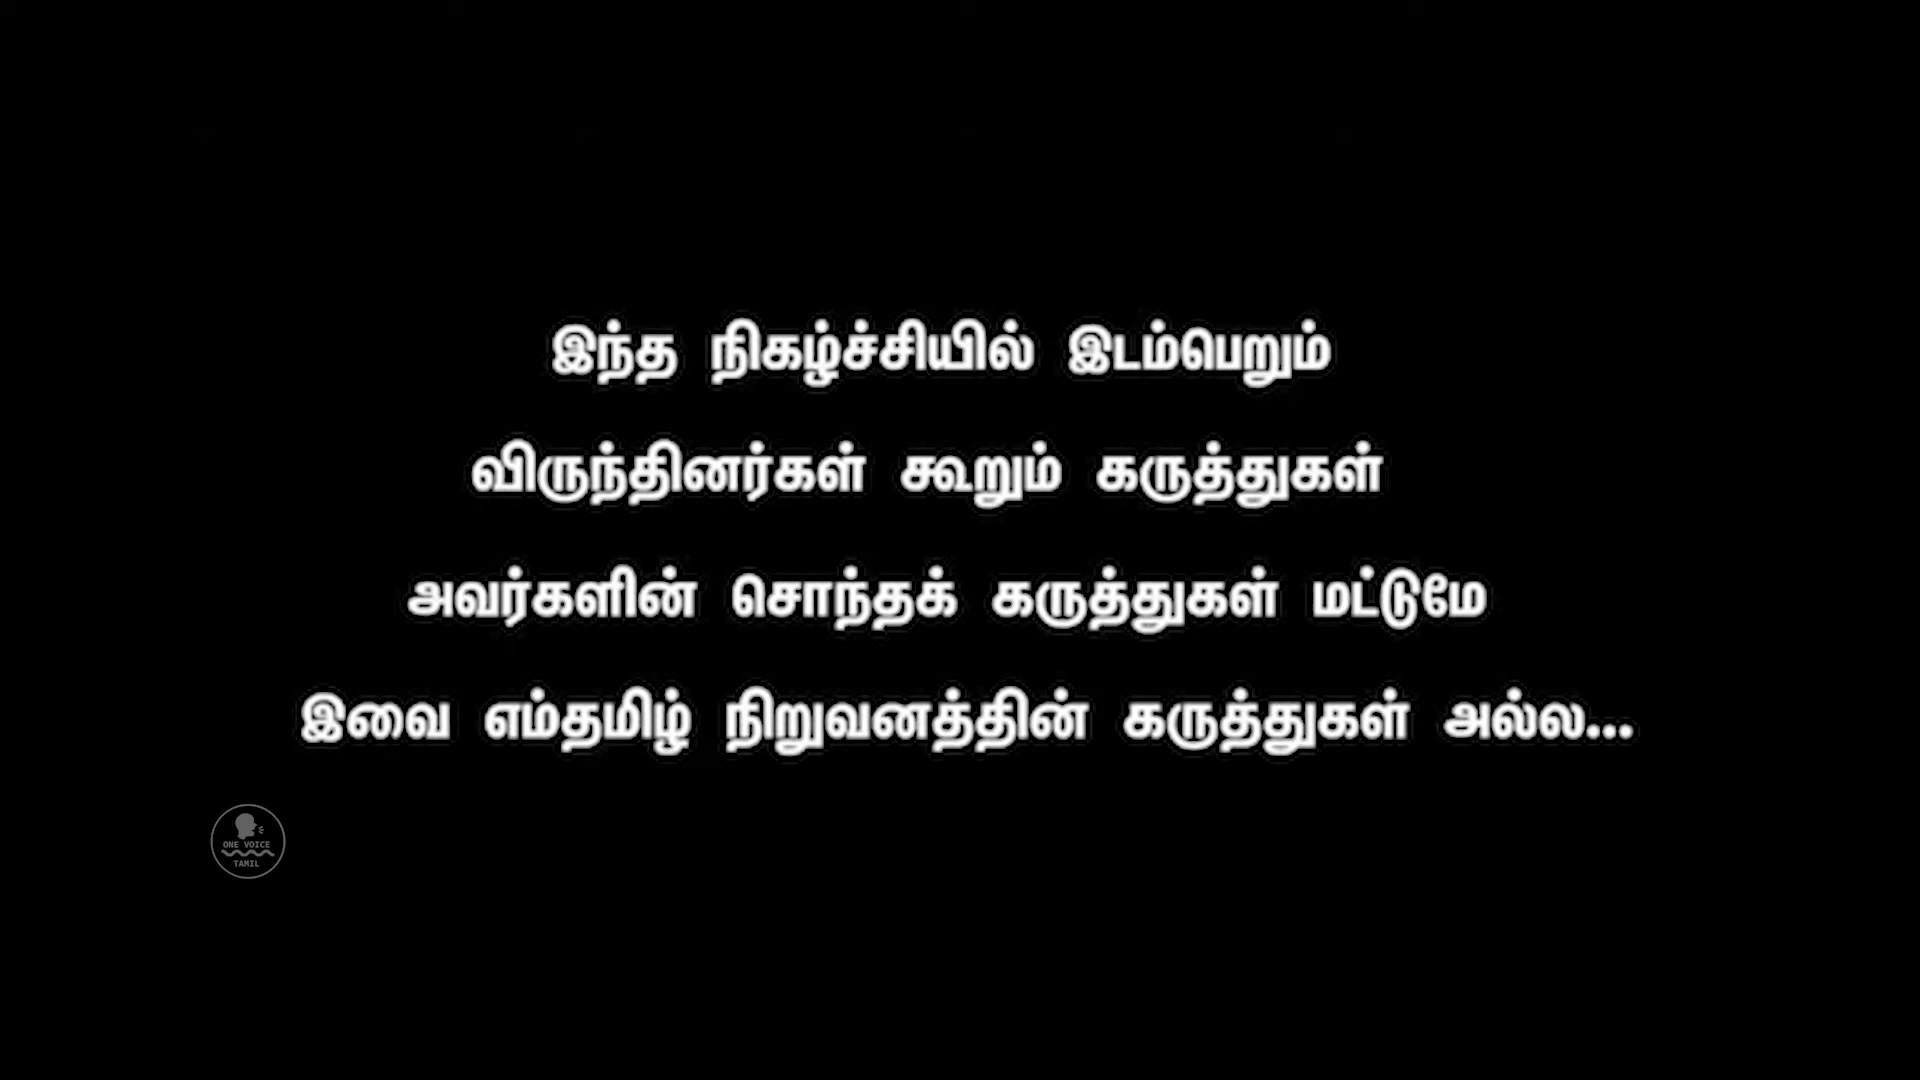 இந்த நிகழ்ச்சியில் இடம்பெறும்
விருந்தினர்கள் கூறும் கருத்துகள்
அவர்களின் சொந்தக் கருத்துகள் மட்டுமே
இவை எம்தமிழ் நிறுவனத்தின் கருத்துகள் அல்ல...
ONE VOICE
TAMIL